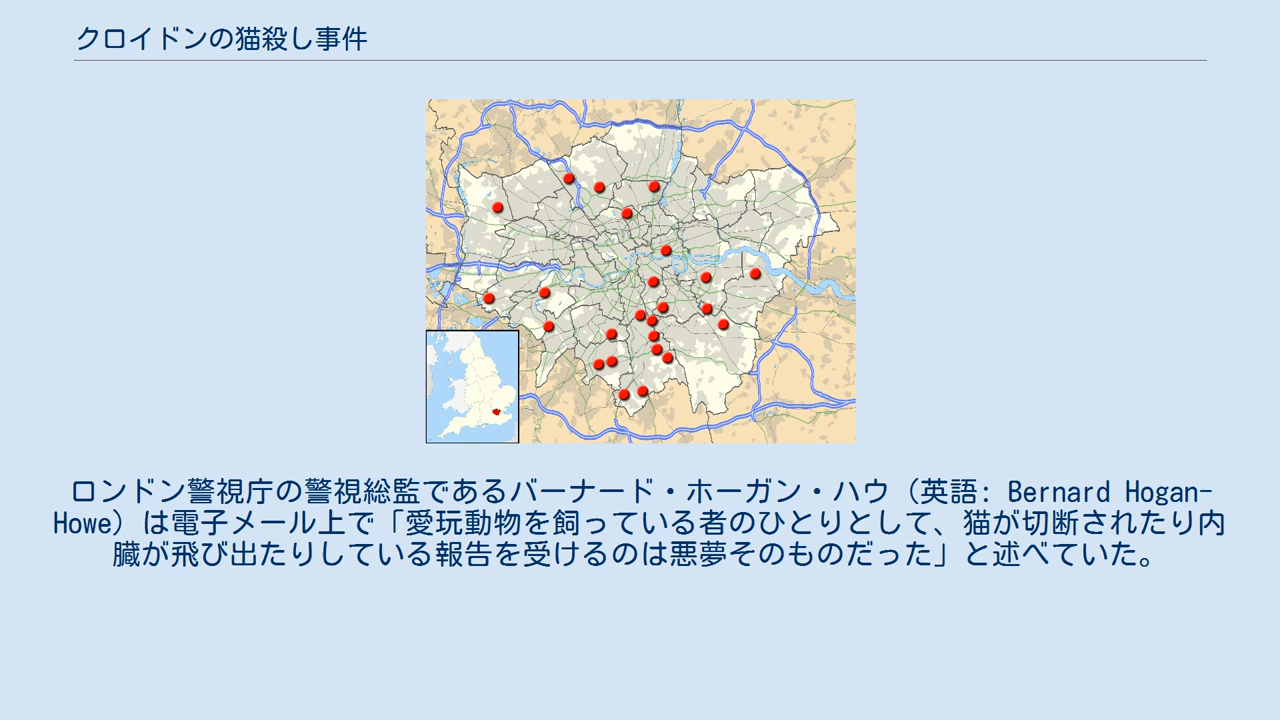 クロイドンの猫殺し事件
ロンドン警視庁の警視総監であるバーナード・ホーガン・ハウ（英語: Bernard Hogan-
Howe）は電子メール上で「愛玩動物を飼っている者のひとりとして、猫が切断されたり内
臓が飛び出たりしている報告を受けるのは悪夢そのものだった」と述べていた。